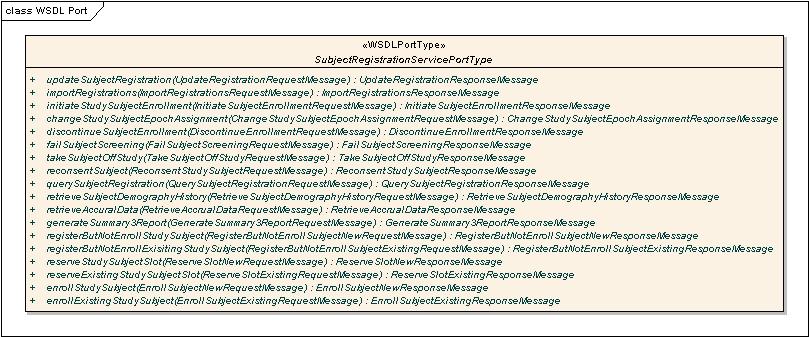 class WSDL Port
«WSDLPortType»
SubjectRegistrationServicePortType
+ updateSubjectRegistration(UpdateRegistrationRequestMessage) : UpdateRegistrationResponseMessage
+ importRegistrations(ImportRegistrationsRequestMessage) : ImportRegistrationsResponseMessage
+ initiateStudySubjectEnrollment(InitiateSubjectEnrollmentRequestMessage) : InitiateSubjectEnrollmentResponseMessage
+ changeStudySubjectEpochAssignment(ChangeStudySubjectEpochAssignmentRequestMessage) : ChangeStudySubjectEpochAssignmentResponseMessage
+ discontinueSubjectEnrollment(DiscontinueEnrollmentRequestMessage) : DiscontinueEnrollmentResponseMessage
+ failSubjectScreening(FailSubjectScreeningRequestMessage) : FailSubjectScreeningResponseMessage
+ takeSubjectOffStudy(TakeSubjectOffStudyRequestMessage) : TakeSubjectOffStudyResponseMessage
+ reconsentSubject(ReconsentStudySubjectRequestMessage) : ReconsentStudySubjectResponseMessage
+ querySubjectRegistration(QuerySubjectRegistrationRequestMessage) : QuerySubjectRegistrationResponseMessage
+ retrieveSubjectDemographyHistory(RetrieveSubjectDemographyHistoryRequestMessage) : RetrieveSubjectDemographyHistoryResponseMessage
+ retrieveAccuralData(RetrieveAccrualDataRequestMessage) : RetrieveAccrualDataResponseMessage
+ generateSummary3Report(GenerateSummary3ReportRequestMessage) : GenerateSummary3ReportResponseMessage
+ registerButNotEnrollStudySubject(RegisterButNotEnrollSubjectNewRequestMessage) : RegisterButNotEnrollSubjectNewResponseMessage
+ registerButNotEnrollExisitingStudySubject(RegisterButNotEnrollSubjectExistingRequestMessage) : RegisterButNotEnrollSubjectExistingResponseMessage
+ reserveStudySubjectSlot(ReserveSlotNewRequestMessage) : ReserveSlotNewResponseMessage
+ reserveExistingStudySubjectSlot(ReserveSlotExistingRequestMessage) : ReserveSlotExistingResponseMessage
+ enrollStudySubject(EnrollSubjectNewRequestMessage) : EnrollSubjectNewResponseMessage
+ enrollExistingStudySubject(EnrollSubjectExistingRequestMessage) : EnrollSubjectExistingResponseMessage